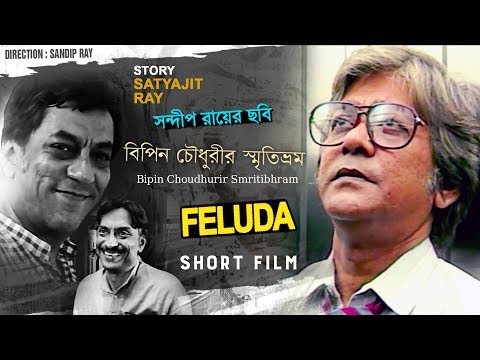 DIRECTION : SANDIP RAY
STORY
SATYAJIT
RAY
সন্দীপ রায়ের ছবি
বিপিন চৌধুরীর স্মৃতিভ্রম
Bipin Choudhurir Smritibhram
FELUDA
SHORT FILM